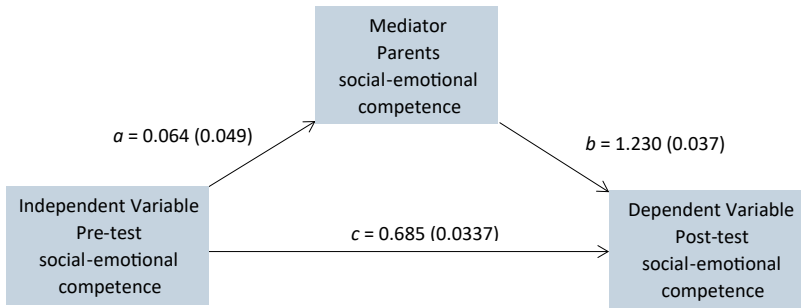 Mediator
Parents
social-emotional
competence
a = 0.064 (0.049)
b = 1.230 (0.037)
Independent Variable
Pre-test
social-emotional
competence
c = 0.685 (0.0337)
Dependent Variable
Post-test
social-emotional
competence